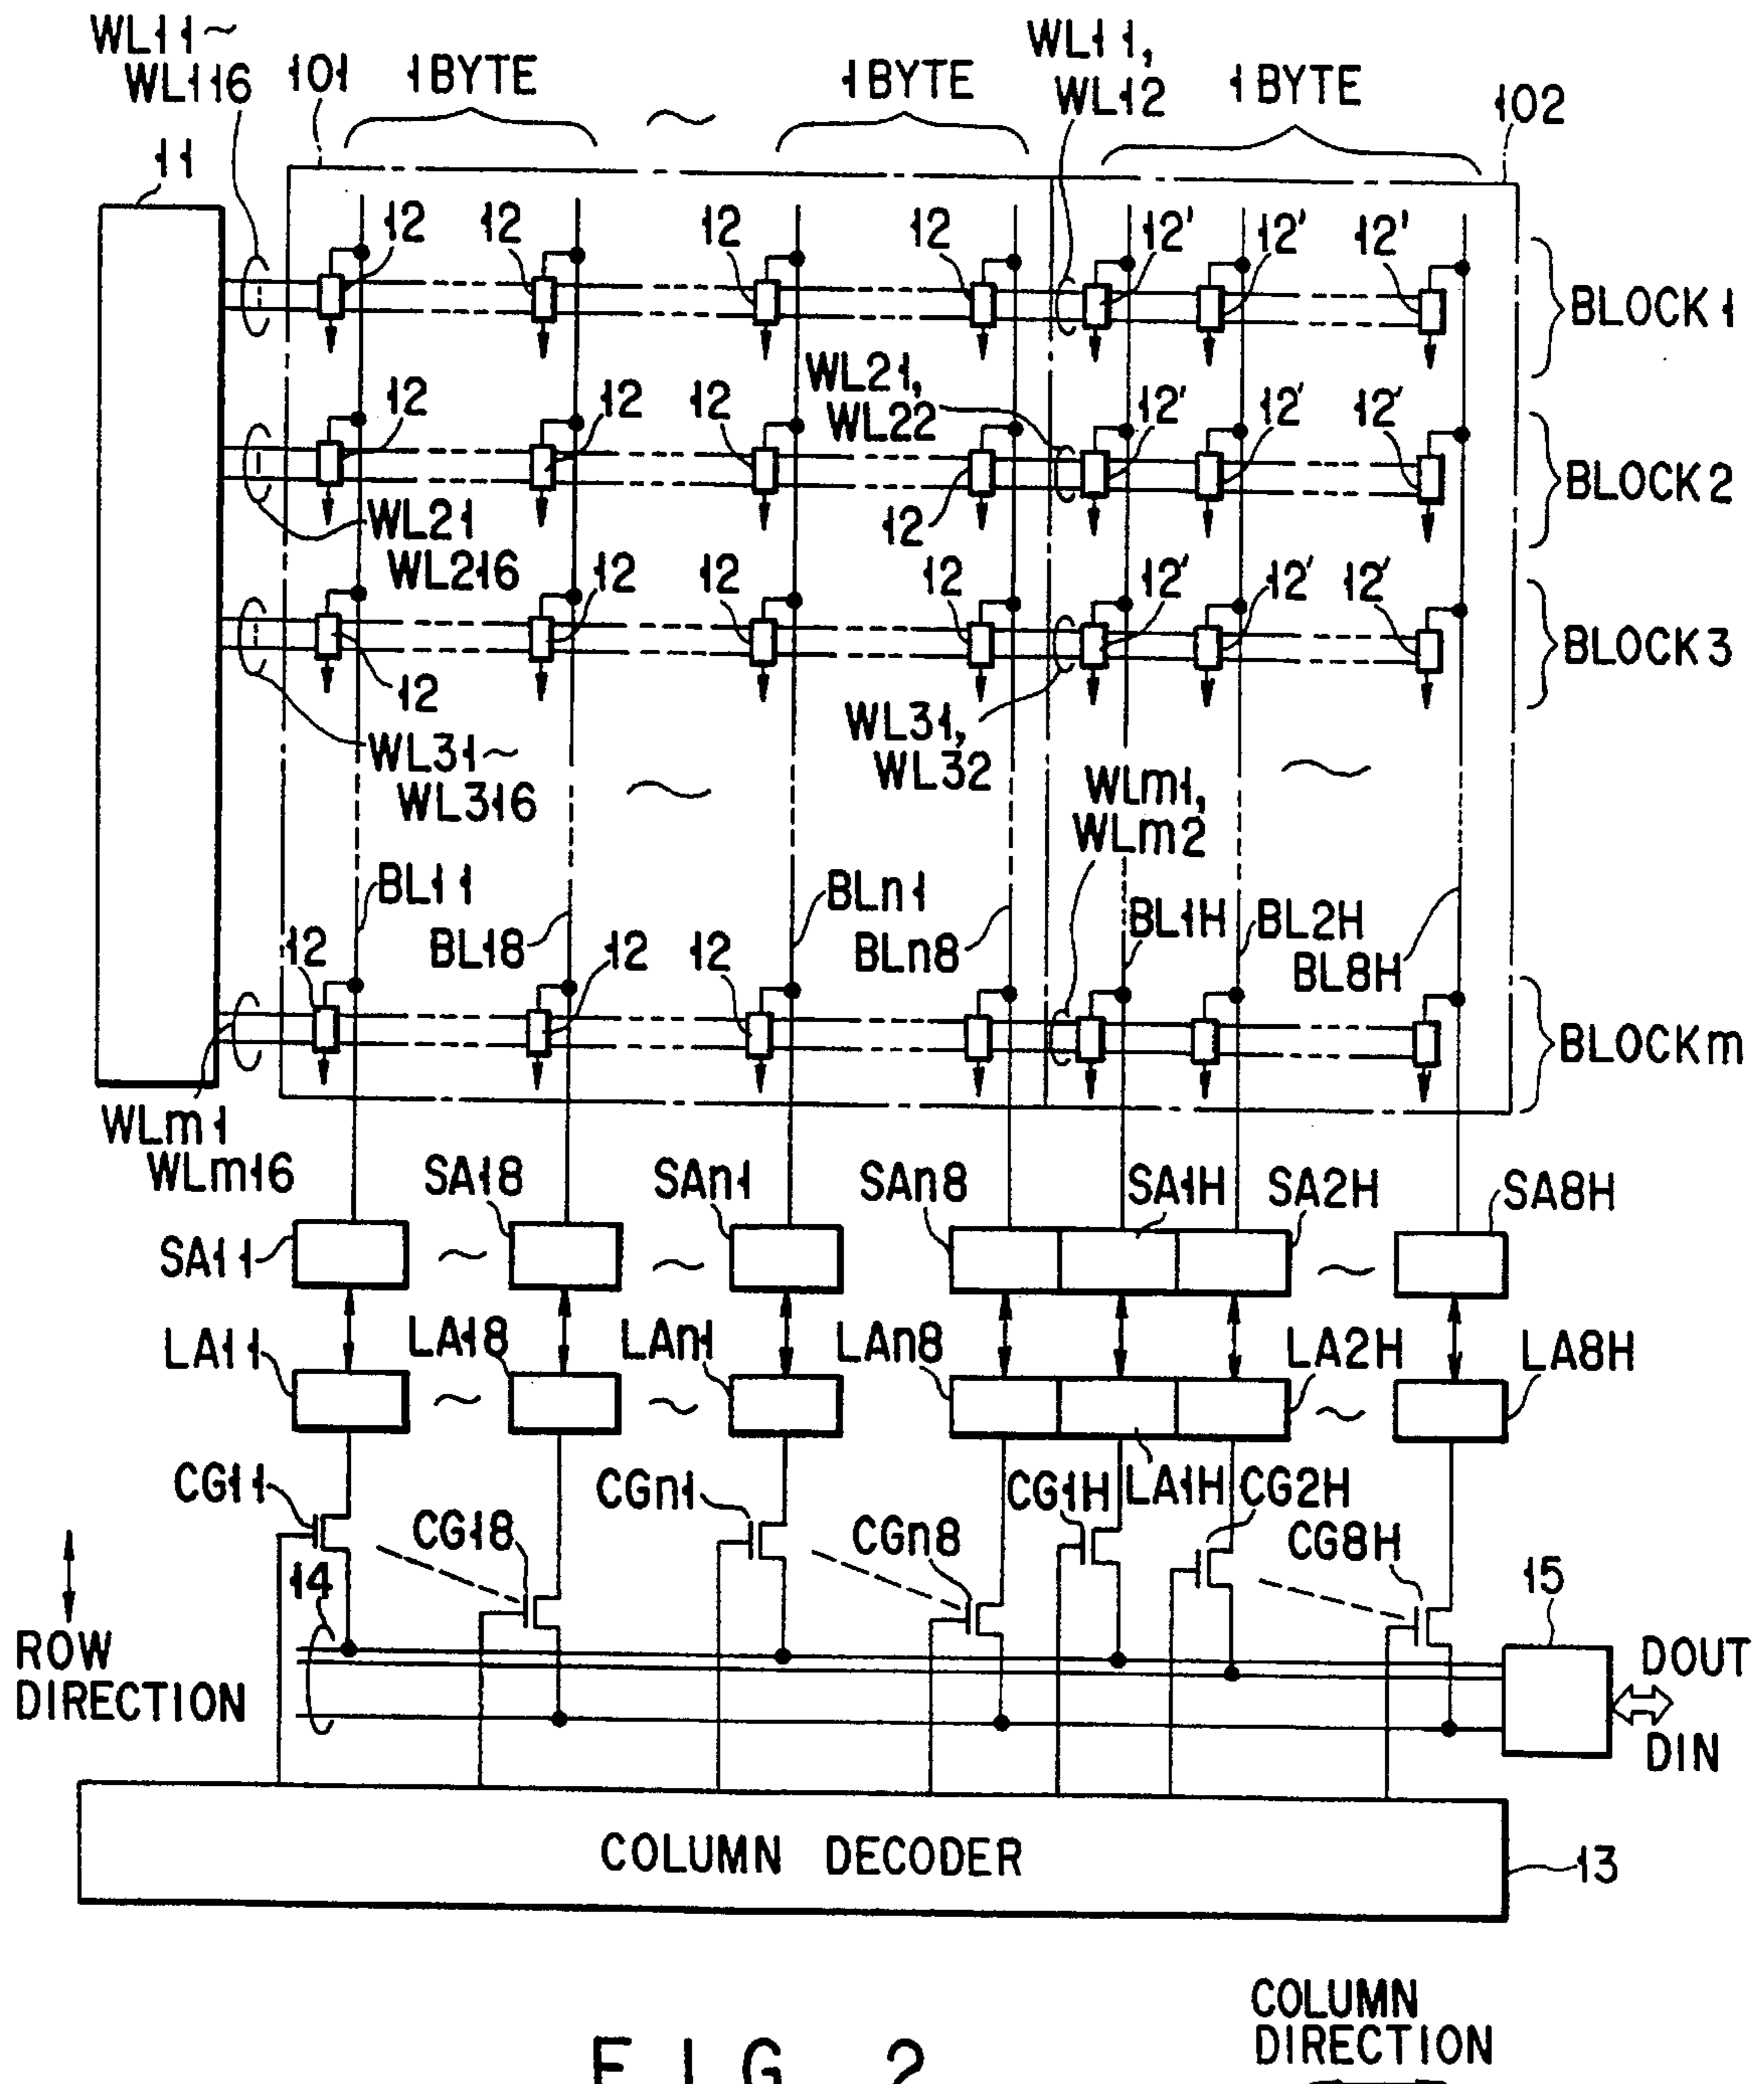 WL11~
WL116
101
1BYTE
~
1BYTE
WL11,
WL12
1BYTE
102
11
12
12
12
12
12'
12'
12'
BLOCK1
12
12
12
WL21,
WL22
12'
12'
12'
BLOCK2
12
WL21
WL216
12
12
12
12'
12'
12'
BLOCK3
12
WL31~
WL316
~
WL31,
WL32
~
WLm1,
WLm2
BL11
BL18
BLn1
BLn8
BL1H
BL2H
BL8H
12
12
12
BLOCKm
WLm1
WLm16
SA11
~
SA18
~
SAn1
SAn8
SA1H
SA2H
~
SA8H
LA11
~
LA18
~
LAn1
LAn8
LA1H
LA2H
~
LA8H
CG11
CG18
CGn1
CGn8
CG1H
CG2H
CG8H
14
15
ROW
DIRECTION
DOUT
DIN
COLUMN DECODER
13
COLUMN
DIRECTION
FIG. 2